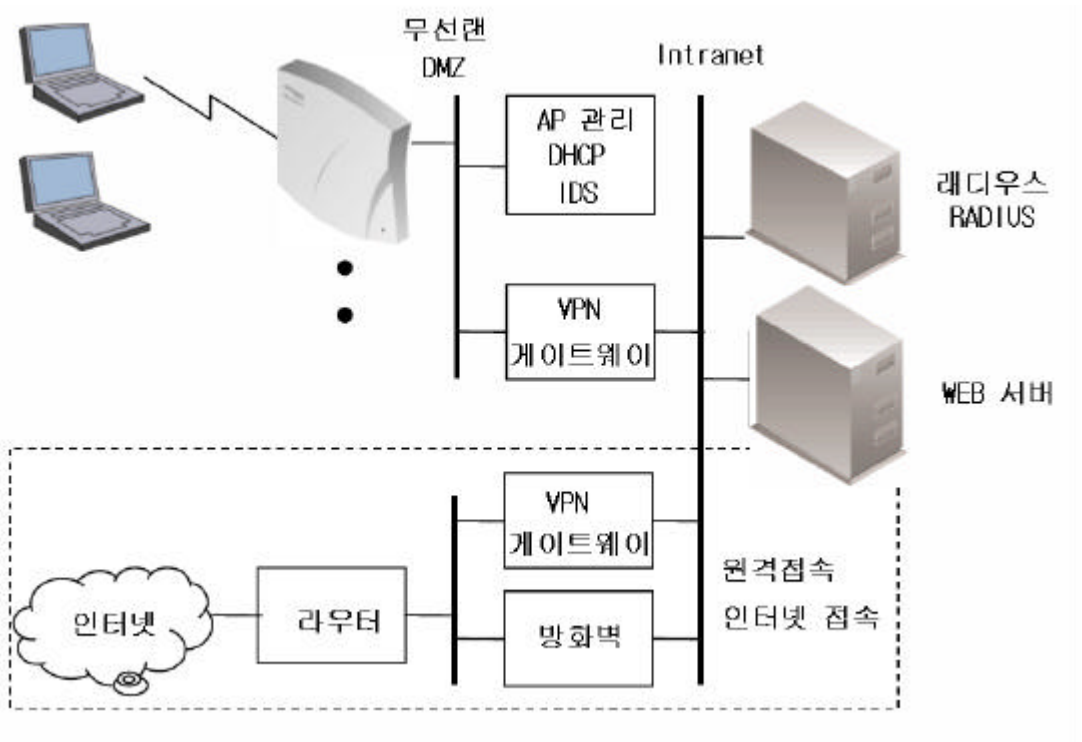 무선랜
DMZ
Intranet
AP 관리
DHCP
IDS
래디우스
RADIUS
VPN
게이트웨이
WEB 서버
VPN
게이트웨이
원격접속
인터넷 접속
인터넷
라우터
방화벽